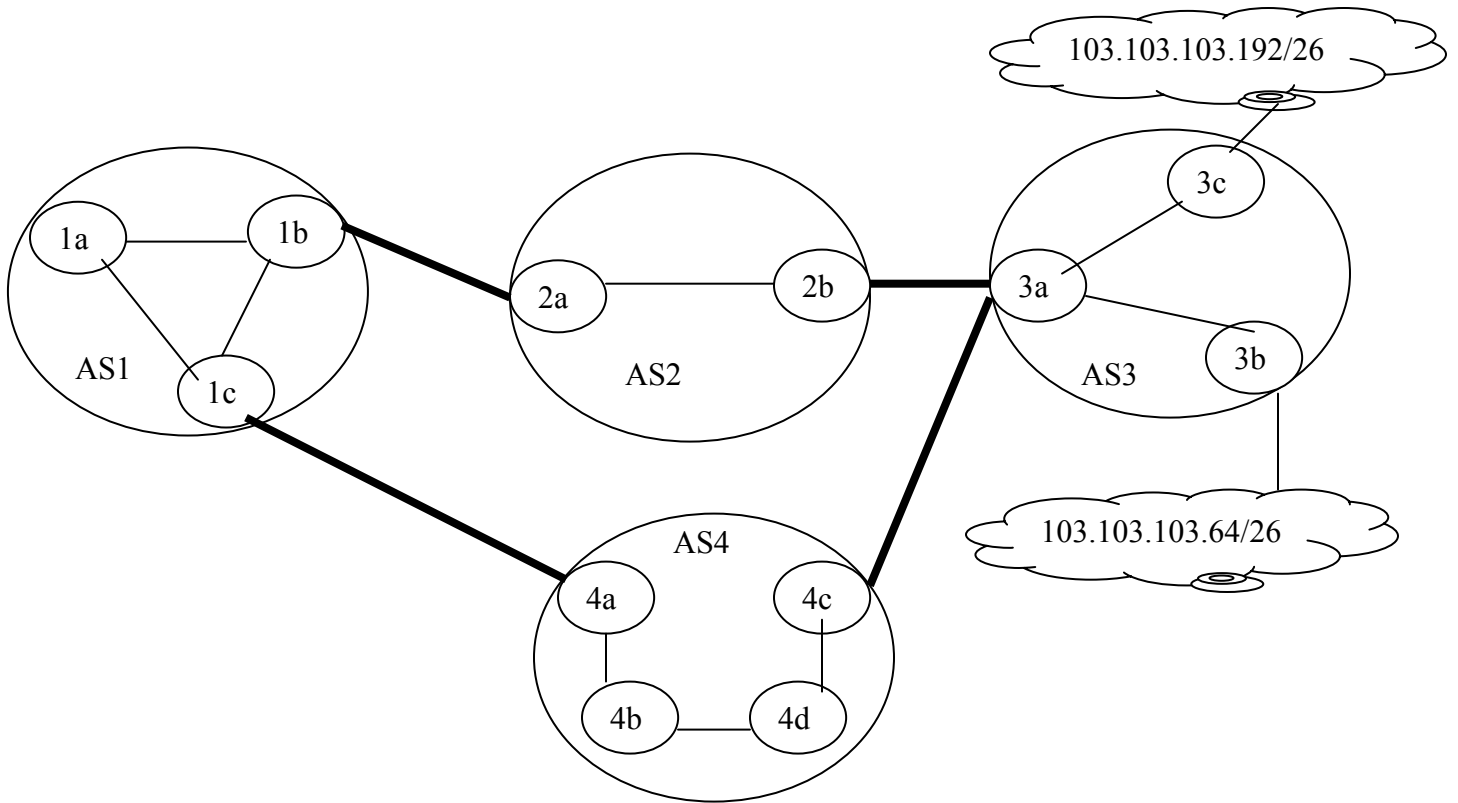 103.103.103.192/26
3c
1a
1b
2a
2b
3a
3b
AS1
1c
AS2
AS3
103.103.103.64/26
AS4
4a
4c
4b
4d